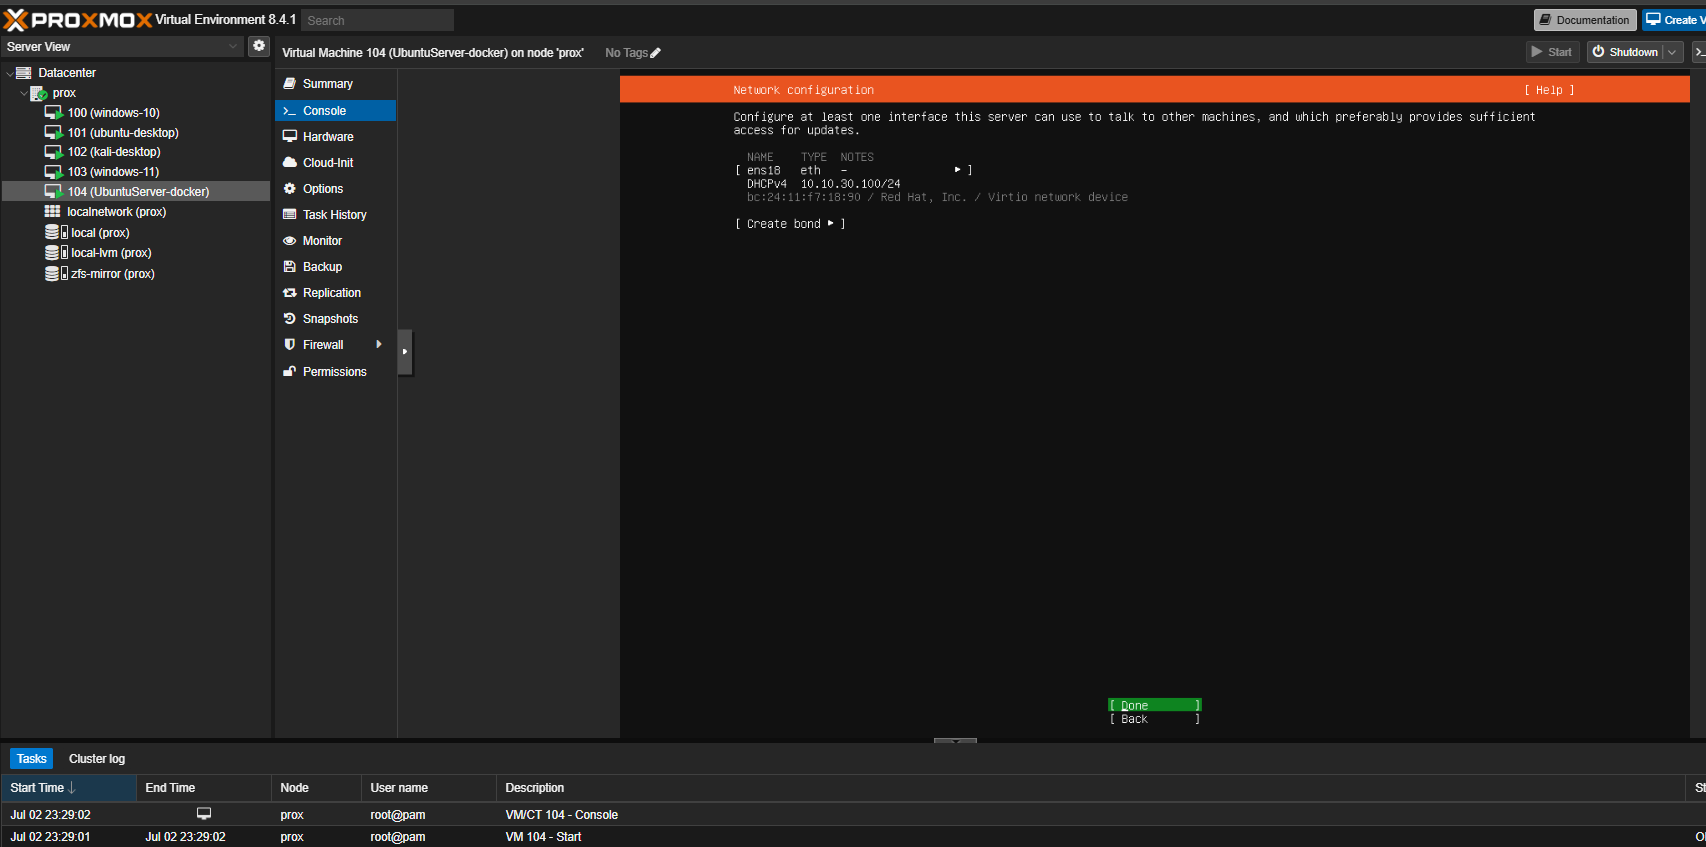 PROXMOX Virtual Environment 8.4.1 Search Documentation Create V
Server View
Virtual Machine 104 (UbuntuServer-docker) on node 'prox' No Tags Start Shutdown
Datacenter
prox
100 (windows-10)
101 (ubuntu-desktop)
102 (kali-desktop)
103 (windows-11)
104 (UbuntuServer-docker)
localnetwork (prox)
local (prox)
local-lvm (prox)
zfs-mirror (prox)
Summary
Console
Hardware
Cloud-Init
Options
Task History
Monitor
Backup
Replication
Snapshots
Firewall
Permissions
Network configuration [ Help ]
Configure at least one interface this server can use to talk to other machines, and which preferably provides sufficient
access for updates.
NAME TYPE NOTES
[ ens18 eth - ▸ ]
DHCPv4 10.10.30.100/24
bc:24:11:f7:18:90 / Red Hat, Inc. / Virtio network device
[ Create bond ▸ ]
[ Done ]
[ Back ]
Tasks Cluster log
Start Time ↓ End Time Node User name Description St
Jul 02 23:29:02 prox root@pam VM/CT 104 - Console
Jul 02 23:29:01 Jul 02 23:29:02 prox root@pam VM 104 - Start O